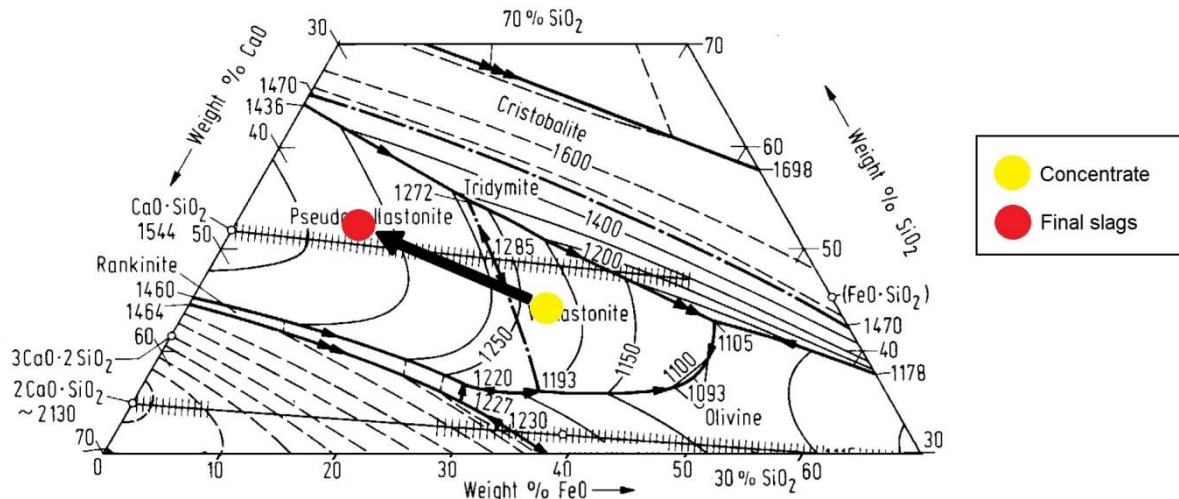 70 % SiO₂
30
70
Weight % CaO
1470
1436
Cristobalite
1600
60
1698
Concentrate
Final slags
40
Tridymite
1272
1400
Weight % SiO₂
CaO·SiO₂
1544
50
1285
1200
50
Rankinite
1460
1464
(FeO·SiO₂)
1470
3CaO·2SiO₂
60
1250
1150
1105
40
1100
1178
2CaO·SiO₂
~2130
1220
1193
1093
1227
1230
Olivine
70
30
0
10
20
30
40
50
60
Weight % FeO
30 % SiO₂